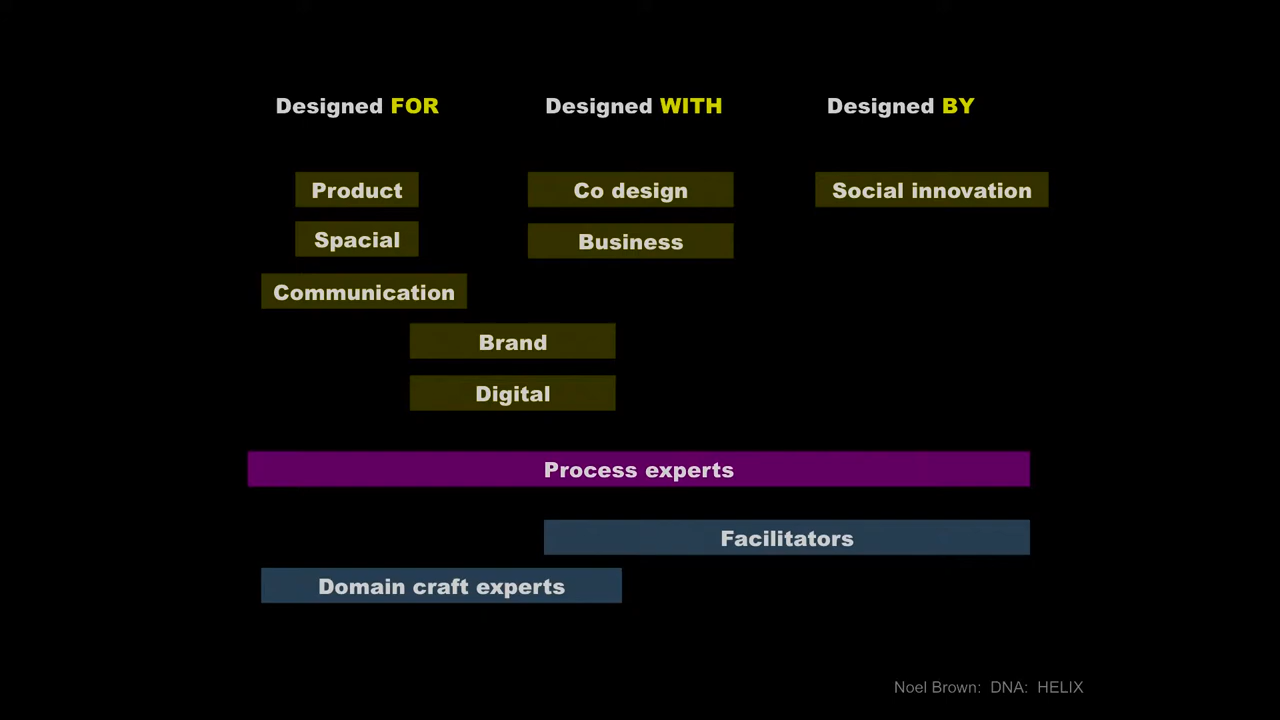 Designed FOR
Designed WITH
Designed BY
Product
Co design
Social innovation
Spacial
Business
Communication
Brand
Digital
Process experts
Facilitators
Domain craft experts
Noel Brown: DNA: HELIX